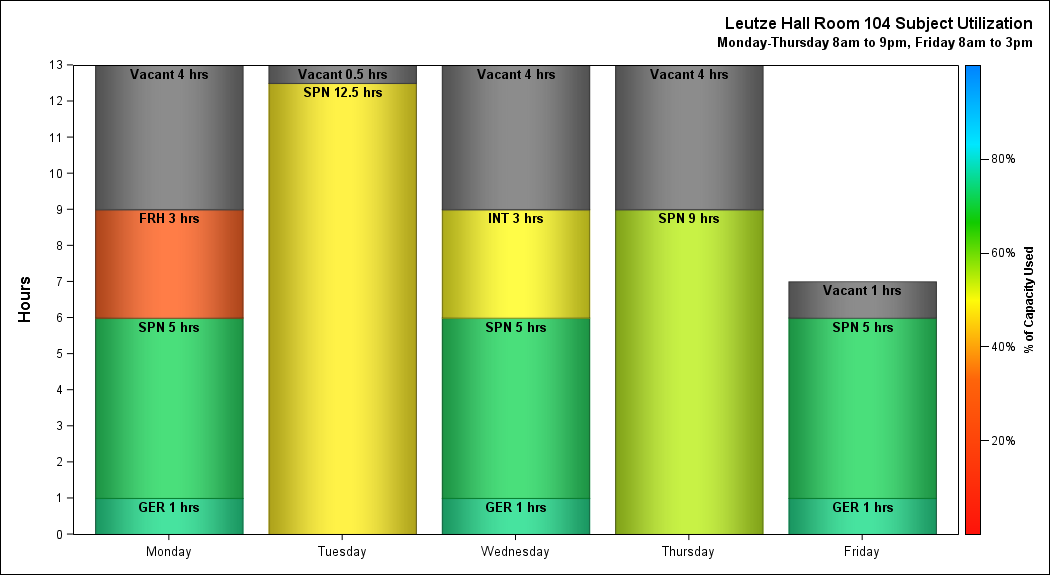 Leutze Hall Room 104 Subject Utilization
Monday-Thursday 8am to 9pm, Friday 8am to 3pm
Hours
13
12
11
10
9
8
7
6
5
4
3
2
1
0
Vacant 4 hrs
FRH 3 hrs
SPN 5 hrs
GER 1 hrs
Monday
Vacant 0.5 hrs
SPN 12.5 hrs
Tuesday
Vacant 4 hrs
INT 3 hrs
SPN 5 hrs
GER 1 hrs
Wednesday
Vacant 4 hrs
SPN 9 hrs
Thursday
Vacant 1 hrs
SPN 5 hrs
GER 1 hrs
Friday
80%
60%
40%
20%
% of Capacity Used